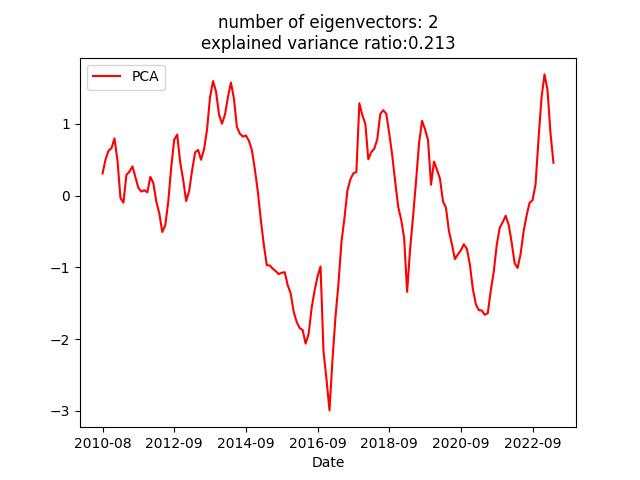 number of eigenvectors: 2
explained variance ratio:0.213
PCA
1
0
−1
−2
−3
2010-08 2012-09 2014-09 2016-09 2018-09 2020-09 2022-09
Date